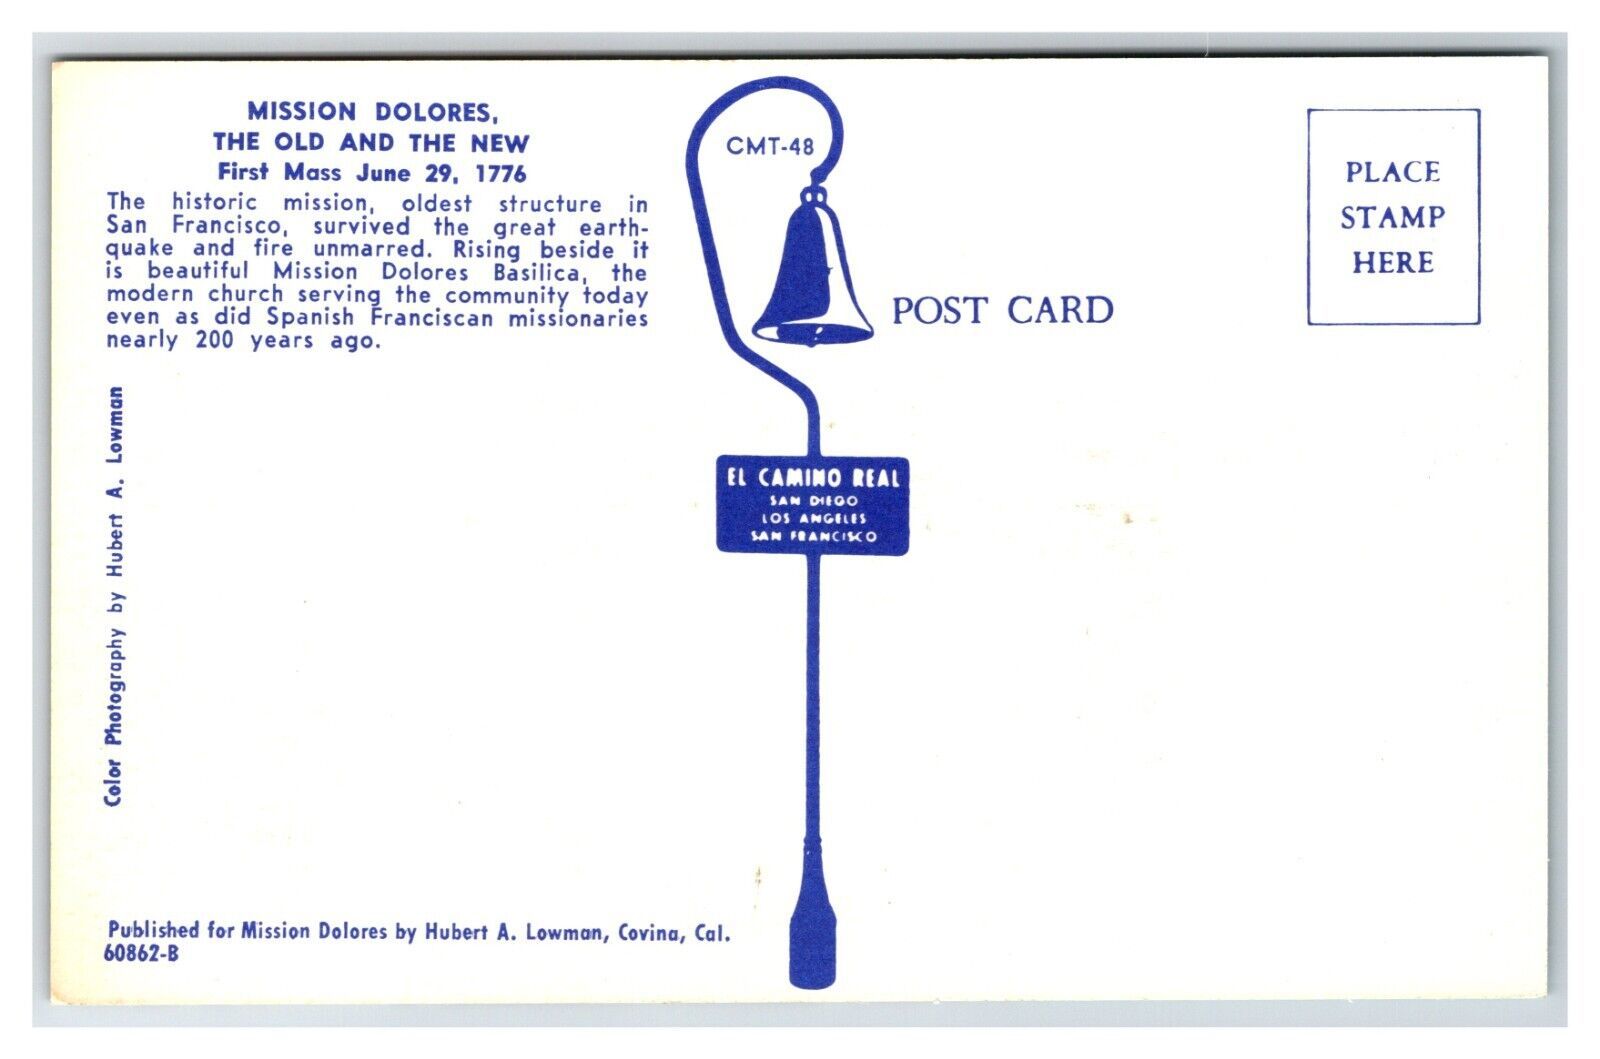 MISSION DOLORES,
THE OLD AND THE NEW
First Mass June 29, 1776
The historic mission, oldest structure in
San Francisco, survived the great earth-
quake and fire unmarred. Rising beside it
is beautiful Mission Dolores Basilica, the
modern church serving the community today
even as did Spanish Franciscan missionaries
nearly 200 years ago.
Color Photography by Hubert A. Lowman
Published for Mission Dolores by Hubert A. Lowman, Covina, Cal.
60862-B
CMT-48
EL CAMINO REAL
SAN DIEGO
LOS ANGELES
SAN FRANCISCO
POST CARD
PLACE
STAMP
HERE